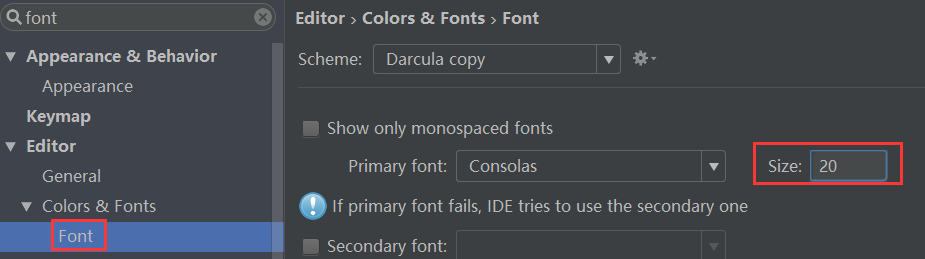 font
Appearance & Behavior
Appearance
Keymap
Editor
General
Colors & Fonts
Font
Editor › Colors & Fonts › Font
Scheme: Darcula copy
Show only monospaced fonts
Primary font: Consolas Size: 20
If primary font fails, IDE tries to use the secondary one
Secondary font: